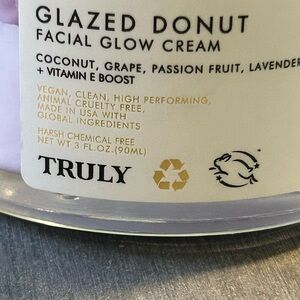 GLAZED DONUT
FACIAL GLOW CREAM
COCONUT, GRAPE, PASSION FRUIT, LAVENDER
+ VITAMIN E BOOST
VEGAN, CLEAN, HIGH PERFORMING,
ANIMAL CRUELTY FREE,
MADE IN USA WITH
GLOBAL INGREDIENTS
HARSH CHEMICAL FREE
NET WT 3 FL.OZ.(90ML)
TRULY